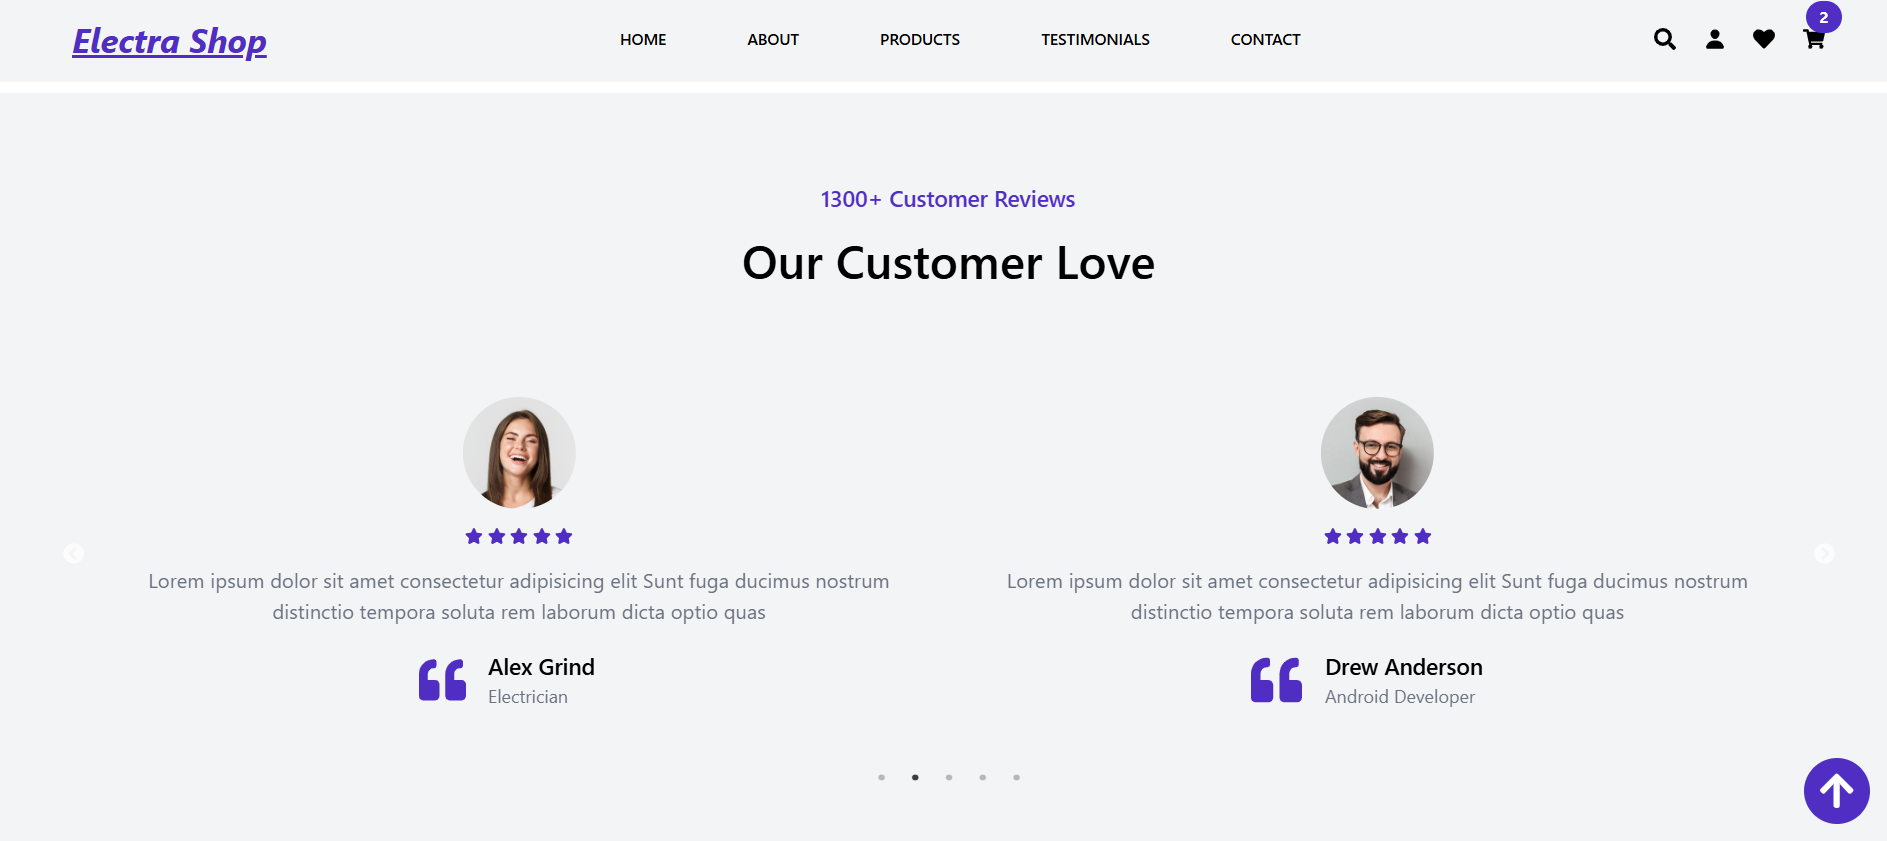 Electra Shop
HOME ABOUT PRODUCTS TESTIMONIALS CONTACT
2
1300+ Customer Reviews
Our Customer Love
Lorem ipsum dolor sit amet consectetur adipisicing elit Sunt fuga ducimus nostrum
distinctio tempora soluta rem laborum dicta optio quas
Alex Grind
Electrician
Lorem ipsum dolor sit amet consectetur adipisicing elit Sunt fuga ducimus nostrum
distinctio tempora soluta rem laborum dicta optio quas
Drew Anderson
Android Developer